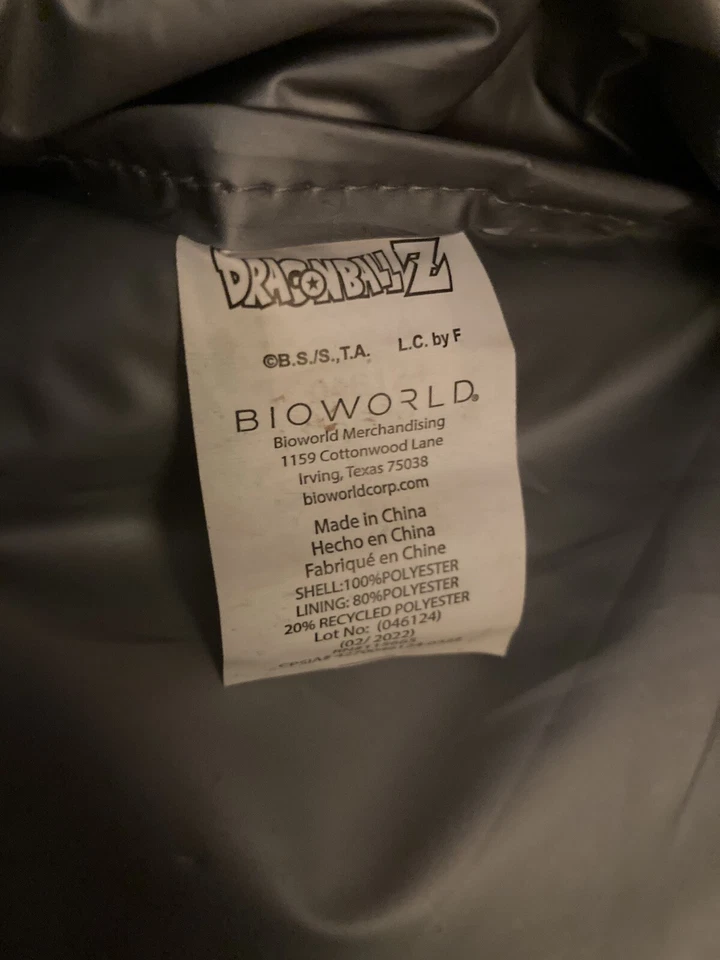 DRAGONBALL Z
©B.S./S.,T.A. L.C. by F
BIOWORLD®
Bioworld Merchandising
1159 Cottonwood Lane
Irving, Texas 75038
bioworldcorp.com
Made in China
Hecho en China
Fabriqué en Chine
SHELL:100%POLYESTER
LINING: 80%POLYESTER
20% RECYCLED POLYESTER
Lot No: (046124)
(02/ 2022)